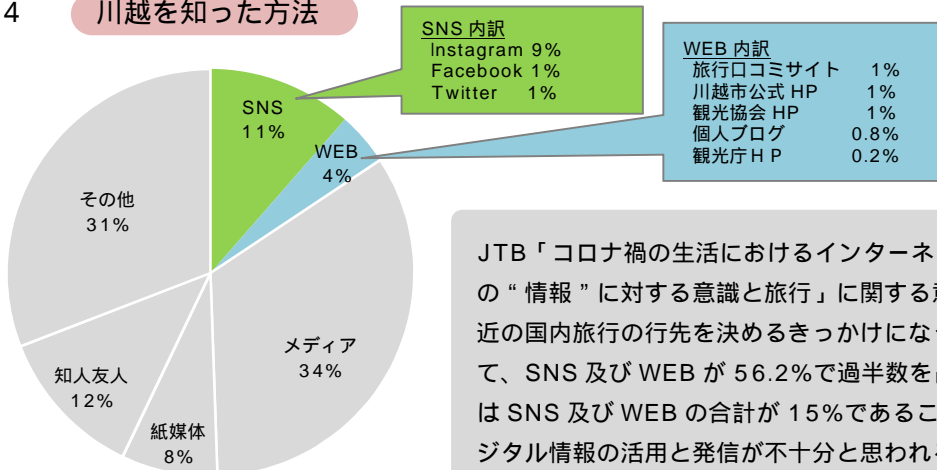 4
川越を知った方法
SNS 内訳
Instagram 9%
Facebook 1%
Twitter 1%
WEB 内訳
旅行口コミサイト 1%
川越市公式 HP 1%
観光協会 HP 1%
個人ブログ 0.8%
観光庁HP 0.2%
SNS
11%
WEB
4%
その他
31%
メディア
34%
知人友人
12%
紙媒体
8%
JTB「コロナ禍の生活におけるインターネ
の“情報”に対する意識と旅行」に関する意
近の国内旅行の行先を決めるきっかけにな
て、SNS 及び WEB が 56.2%で過半数を
は SNS 及び WEB の合計が 15%であるこ
ジタル情報の活用と発信が不十分と思われ